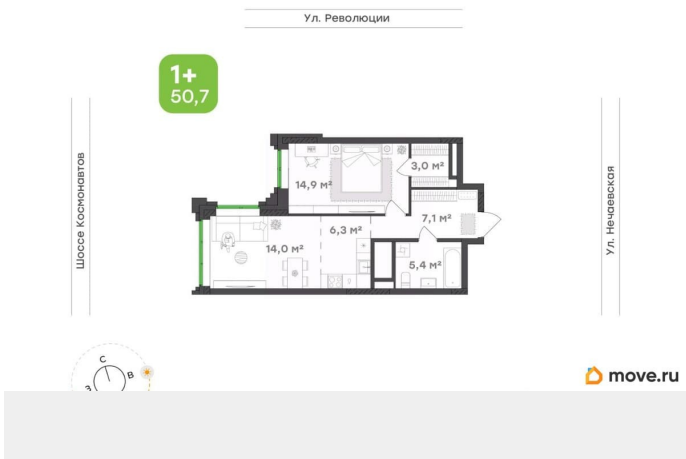 Ул. Революции
1+
50,7
Шоссе Космонавтов
Ул. Нечаевская
3,0 м²
14,9 м²
7,1 м²
6,3 м²
14,0 м²
5,4 м²
С
В
З
move.ru